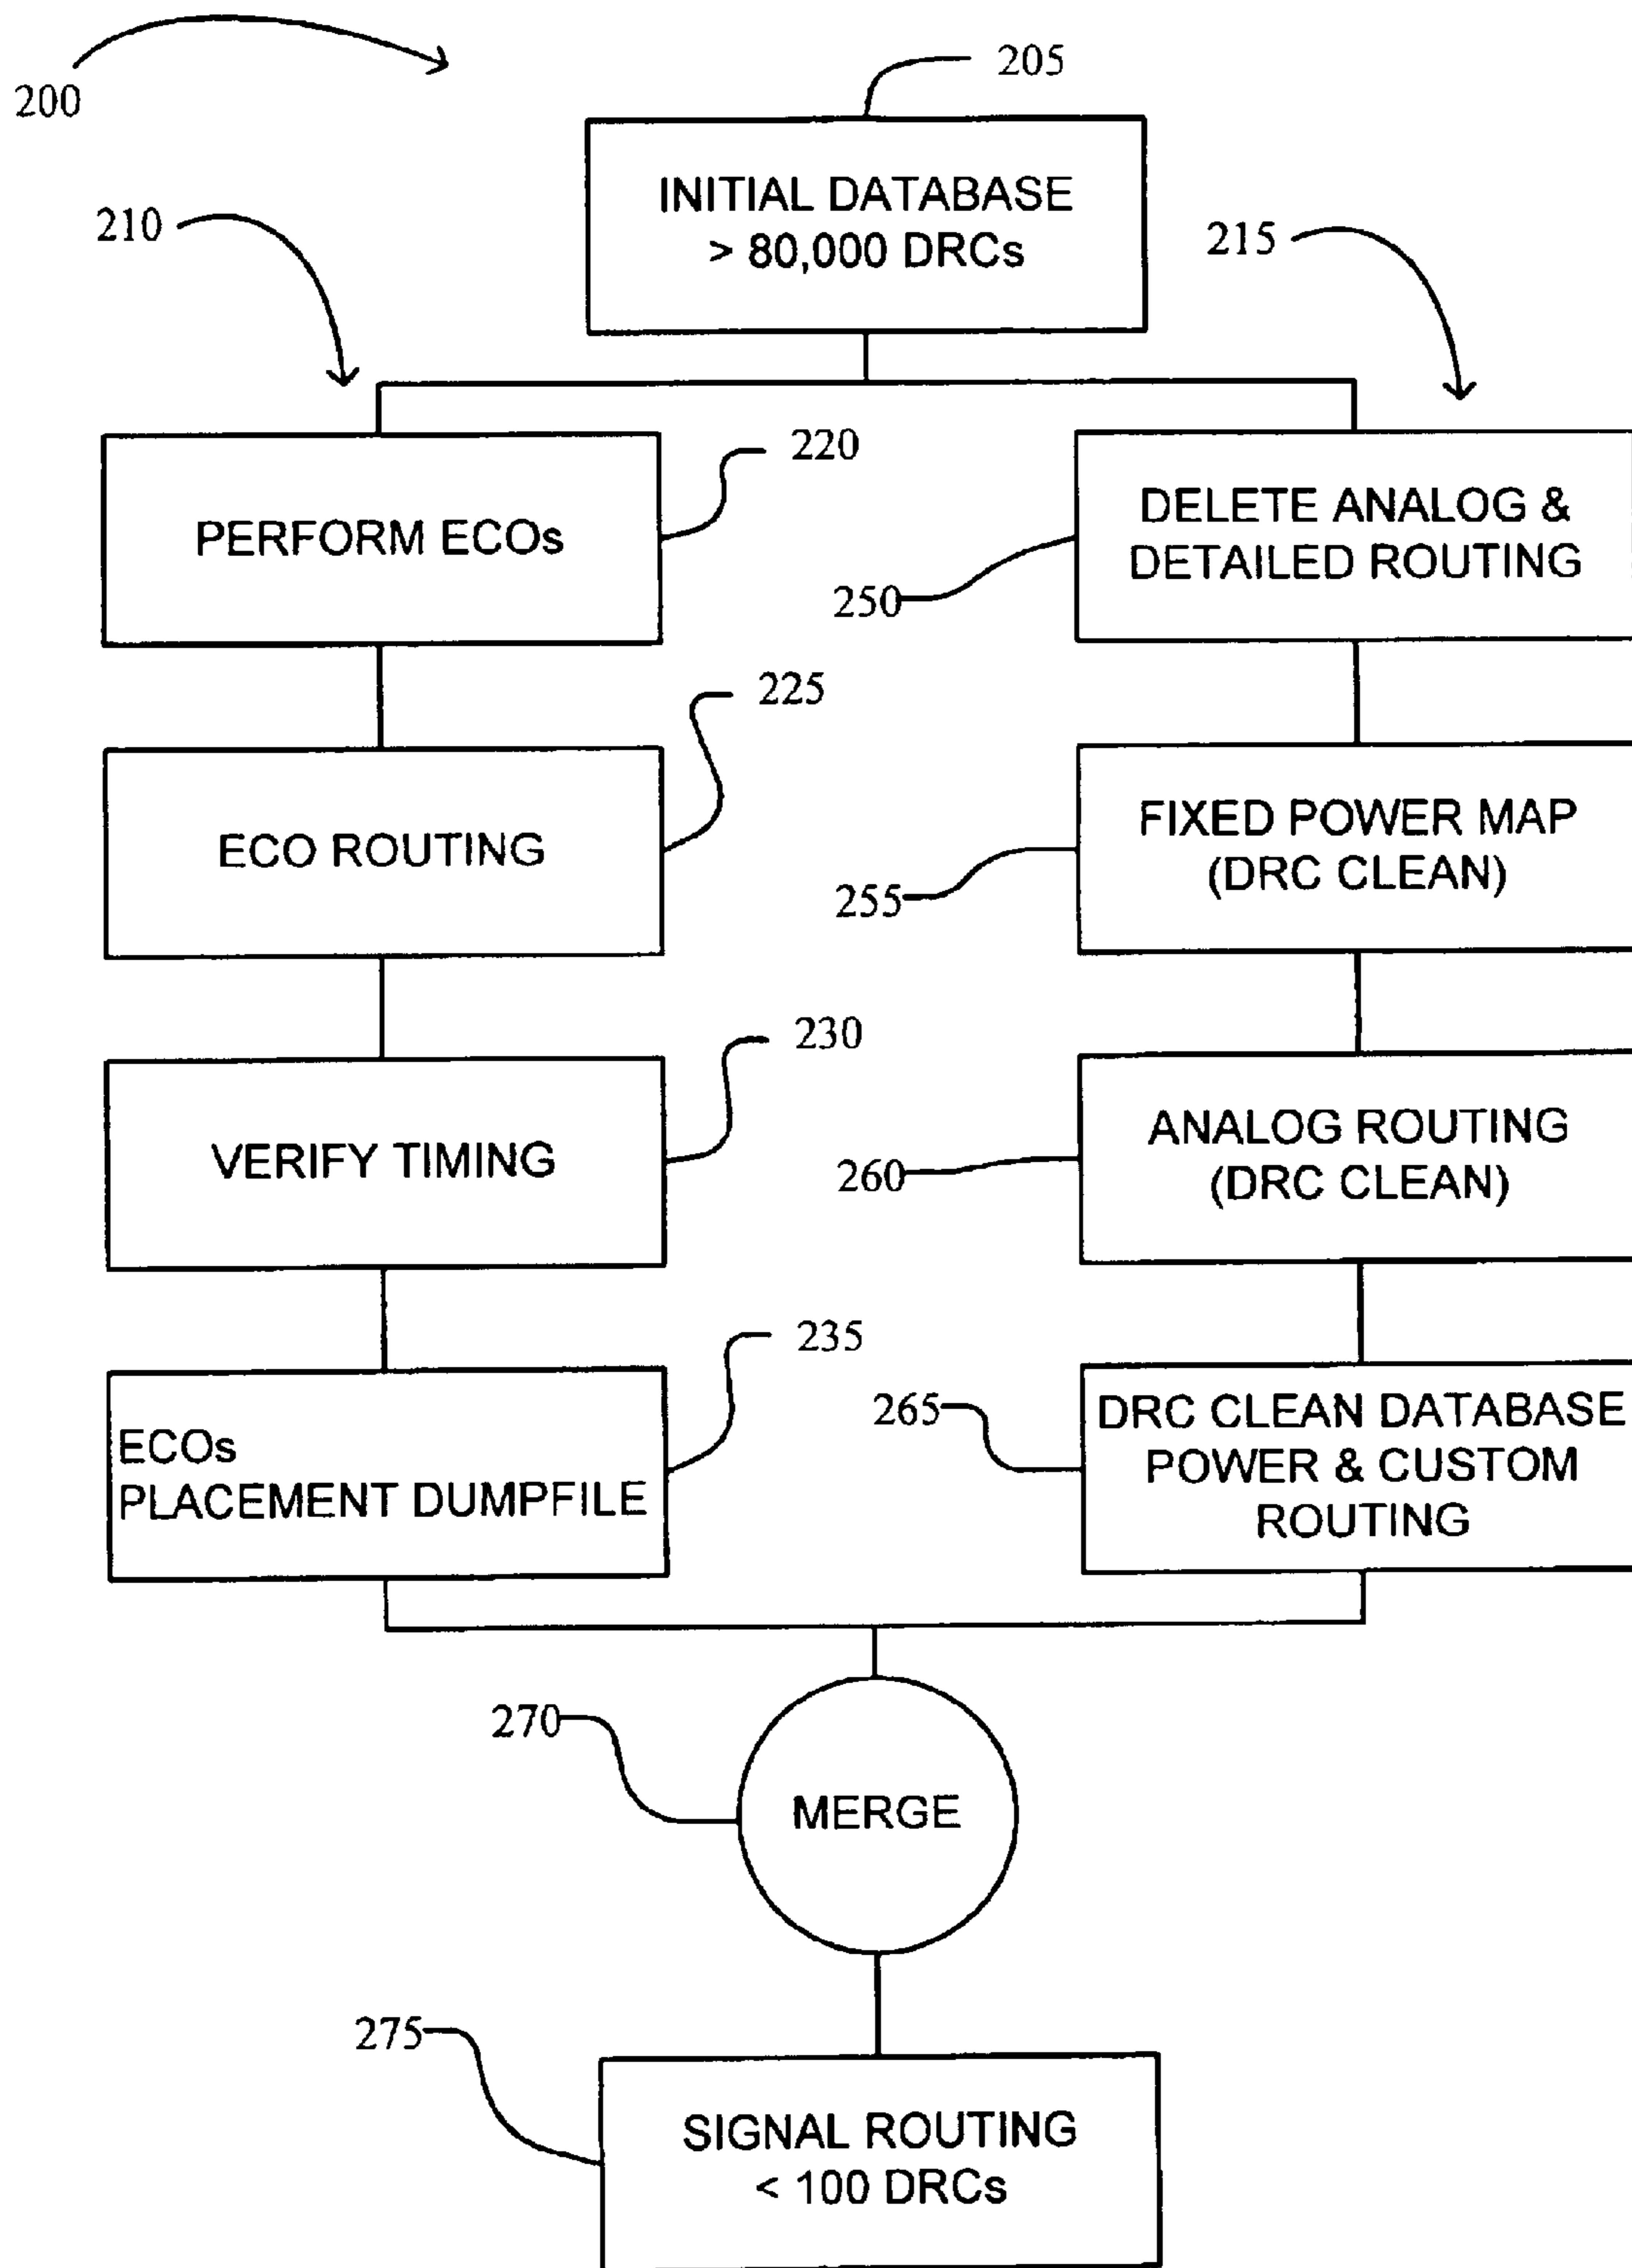 200
205
INITIAL DATABASE
> 80,000 DRCs
210
215
PERFORM ECOs
220
DELETE ANALOG &
DETAILED ROUTING
250
ECO ROUTING
225
FIXED POWER MAP
(DRC CLEAN)
255
VERIFY TIMING
230
ANALOG ROUTING
(DRC CLEAN)
260
ECOs
PLACEMENT DUMPFILE
235
265
DRC CLEAN DATABASE
POWER & CUSTOM
ROUTING
270
MERGE
275
SIGNAL ROUTING
< 100 DRCs